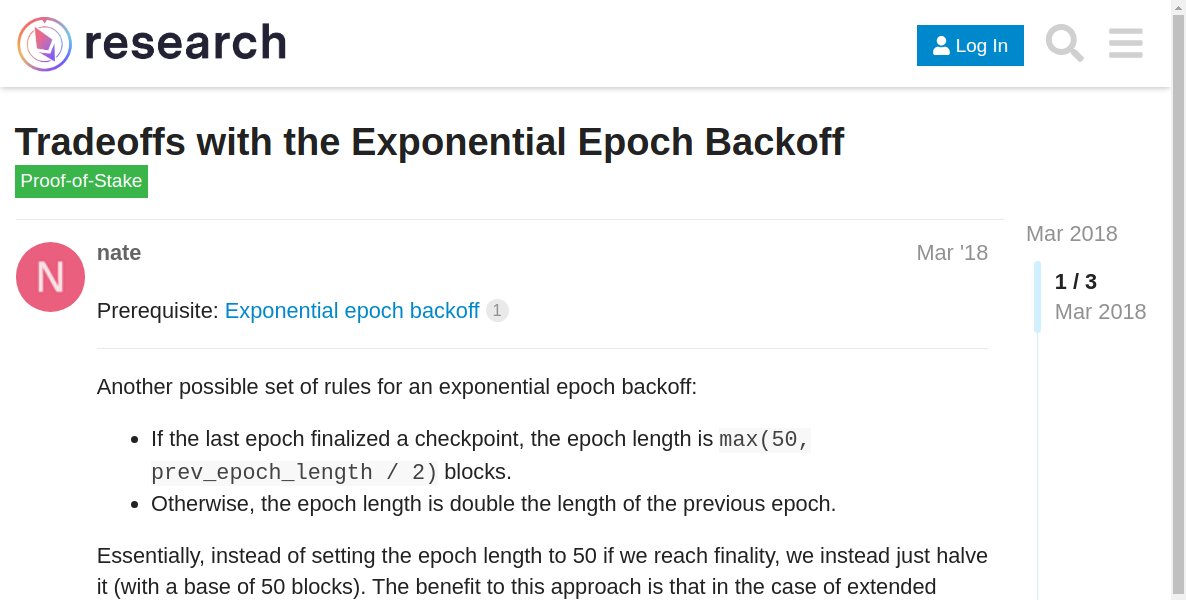 research
Log In
Tradeoffs with the Exponential Epoch Backoff
Proof-of-Stake
Mar 2018
nate
Mar '18
1 / 3
Mar 2018
N
Prerequisite: Exponential epoch backoff 1
Another possible set of rules for an exponential epoch backoff:
• If the last epoch finalized a checkpoint, the epoch length is max(50,
prev_epoch_length / 2) blocks.
• Otherwise, the epoch length is double the length of the previous epoch.
Essentially, instead of setting the epoch length to 50 if we reach finality, we instead just halve
it (with a base of 50 blocks). The benefit to this approach is that in the case of extended